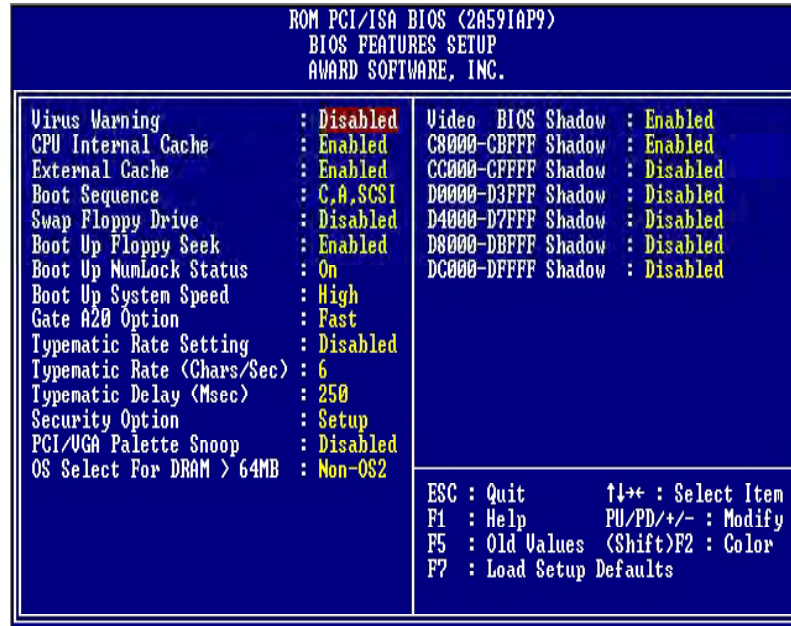 ROM PCI/ISA BIOS (2A59IAP9)
BIOS FEATURES SETUP
AWARD SOFTWARE, INC.
Virus Warning : Disabled
CPU Internal Cache : Enabled
External Cache : Enabled
Boot Sequence : C,A,SCSI
Swap Floppy Drive : Disabled
Boot Up Floppy Seek : Enabled
Boot Up NumLock Status : On
Boot Up System Speed : High
Gate A20 Option : Fast
Typematic Rate Setting : Disabled
Typematic Rate (Chars/Sec) : 6
Typematic Delay (Msec) : 250
Security Option : Setup
PCI/VGA Palette Snoop : Disabled
OS Select For DRAM > 64MB : Non-OS2
Video BIOS Shadow : Enabled
C8000-CBFFF Shadow : Enabled
CC000-CFFFF Shadow : Disabled
D0000-D3FFF Shadow : Disabled
D4000-D7FFF Shadow : Disabled
D8000-DBFFF Shadow : Disabled
DC000-DFFFF Shadow : Disabled
ESC : Quit ↑↓→← : Select Item
F1 : Help PU/PD/+/- : Modify
F5 : Old Values (Shift)F2 : Color
F7 : Load Setup Defaults